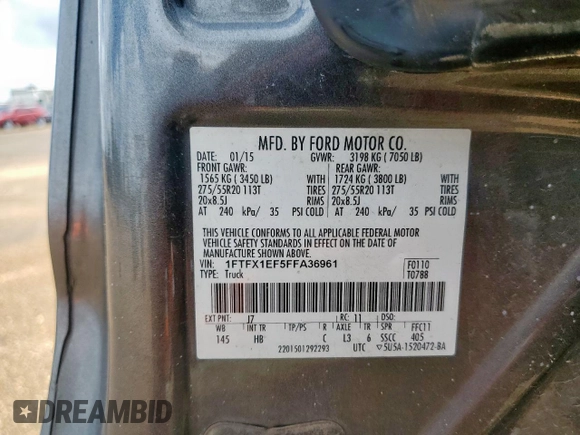 MFD. BY FORD MOTOR CO.
DATE: 01/15 GVWR: 3198 KG (7050 LB)
FRONT GAWR: REAR GAWR:
1565 KG (3450 LB) WITH 1724 KG (3800 LB) WITH
275/55R20 113T TIRES 275/55R20 113T TIRES
20x8.5J RIMS 20x8.5J RIMS
AT 240 kPa/ 35 PSI COLD AT 240 kPa/ 35 PSI COLD
THIS VEHICLE CONFORMS TO ALL APPLICABLE FEDERAL MOTOR
VEHICLE SAFETY STANDARDS IN EFFECT ON THE DATE OF
MANUFACTURE SHOWN ABOVE.
VIN: 1FTFX1EF5FFA36961 F0110
TYPE: Truck T0788
EXT PNT: J7 RC: 11 DSO:
WB INT TR TP/PS R AXLE TR SPR FFC11
145 HB C L3 6 SSCC 405
2201501292293 UTC ▽5U5A-1520472-BA
DREAMBID